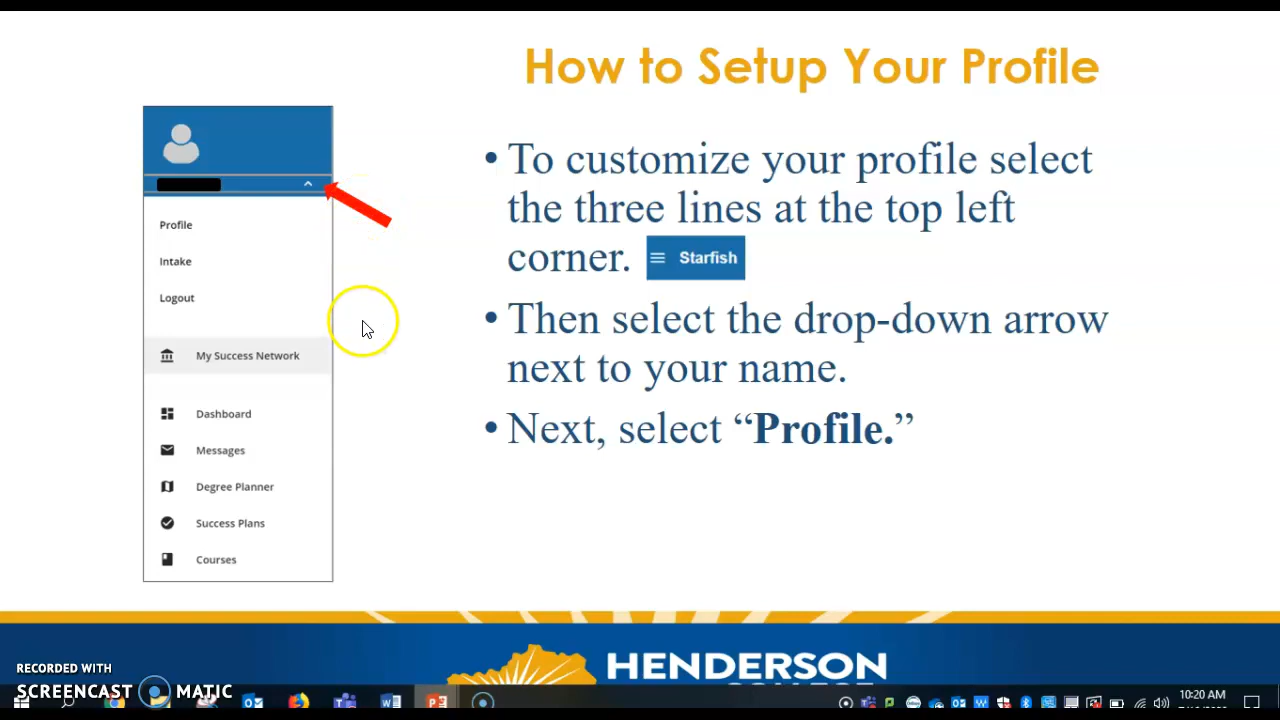 How to Setup Your Profile
• To customize your profile select
the three lines at the top left
corner.
Starfish
• Then select the drop-down arrow
next to your name.
• Next, select “Profile.”
Profile
Intake
Logout
My Success Network
Dashboard
Messages
Degree Planner
Success Plans
Courses
HENDERSON
RECORDED WITH
SCREENCAST MATIC
10:20 AM